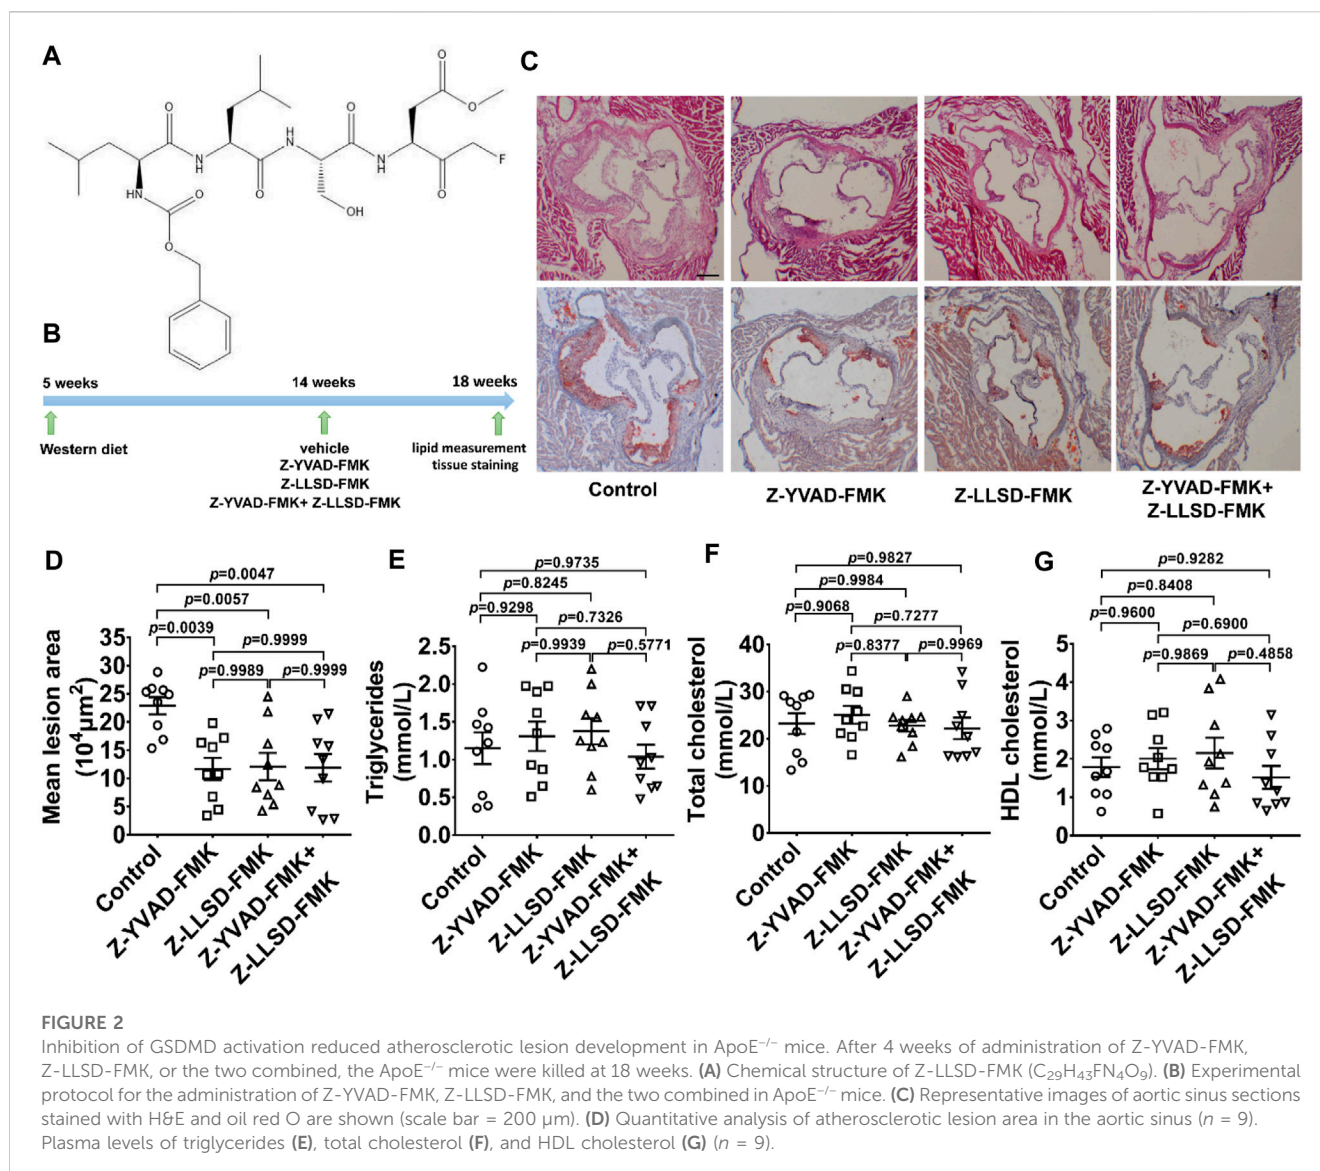 A
O
O
O
O
F
N
H
H
N
N
H
O
O
HN
O
OH
O
B
5 weeks
14 weeks
18 weeks
Western diet
vehicle
Z-YVAD-FMK
Z-LLSD-FMK
Z-YVAD-FMK+ Z-LLSD-FMK
lipid measurement
tissue staining
C
Control
Z-YVAD-FMK
Z-LLSD-FMK
Z-YVAD-FMK+
Z-LLSD-FMK
D
p=0.0047
p=0.0057
p=0.0039
p=0.9999
p=0.9989
p=0.9999
Mean lesion area
(10⁴µm²)
35
30
25
20
15
10
5
0
Control
Z-YVAD-FMK
Z-LLSD-FMK
Z-YVAD-FMK+
Z-LLSD-FMK
E
p=0.9735
p=0.8245
p=0.9298
p=0.7326
p=0.9939
p=0.5771
Triglycerides
(mmol/L)
2.5
2.0
1.5
1.0
0.5
0.0
Control
Z-YVAD-FMK
Z-LLSD-FMK
Z-YVAD-FMK+
Z-LLSD-FMK
F
p=0.9827
p=0.9984
p=0.9068
p=0.7277
p=0.8377
p=0.9969
Total cholesterol
(mmol/L)
40
30
20
10
0
Control
Z-YVAD-FMK
Z-LLSD-FMK
Z-YVAD-FMK+
Z-LLSD-FMK
G
p=0.9282
p=0.8408
p=0.9600
p=0.6900
p=0.9869
p=0.4858
HDL cholesterol
(mmol/L)
5
4
3
2
1
0
Control
Z-YVAD-FMK
Z-LLSD-FMK
Z-YVAD-FMK+
Z-LLSD-FMK
FIGURE 2
Inhibition of GSDMD activation reduced atherosclerotic lesion development in ApoE⁻/⁻ mice. After 4 weeks of administration of Z-YVAD-FMK,
Z-LLSD-FMK, or the two combined, the ApoE⁻/⁻ mice were killed at 18 weeks. (A) Chemical structure of Z-LLSD-FMK (C₂₉H₄₃FN₄O₉). (B) Experimental
protocol for the administration of Z-YVAD-FMK, Z-LLSD-FMK, and the two combined in ApoE⁻/⁻ mice. (C) Representative images of aortic sinus sections
stained with H&E and oil red O are shown (scale bar = 200 µm). (D) Quantitative analysis of atherosclerotic lesion area in the aortic sinus (n = 9).
Plasma levels of triglycerides (E), total cholesterol (F), and HDL cholesterol (G) (n = 9).